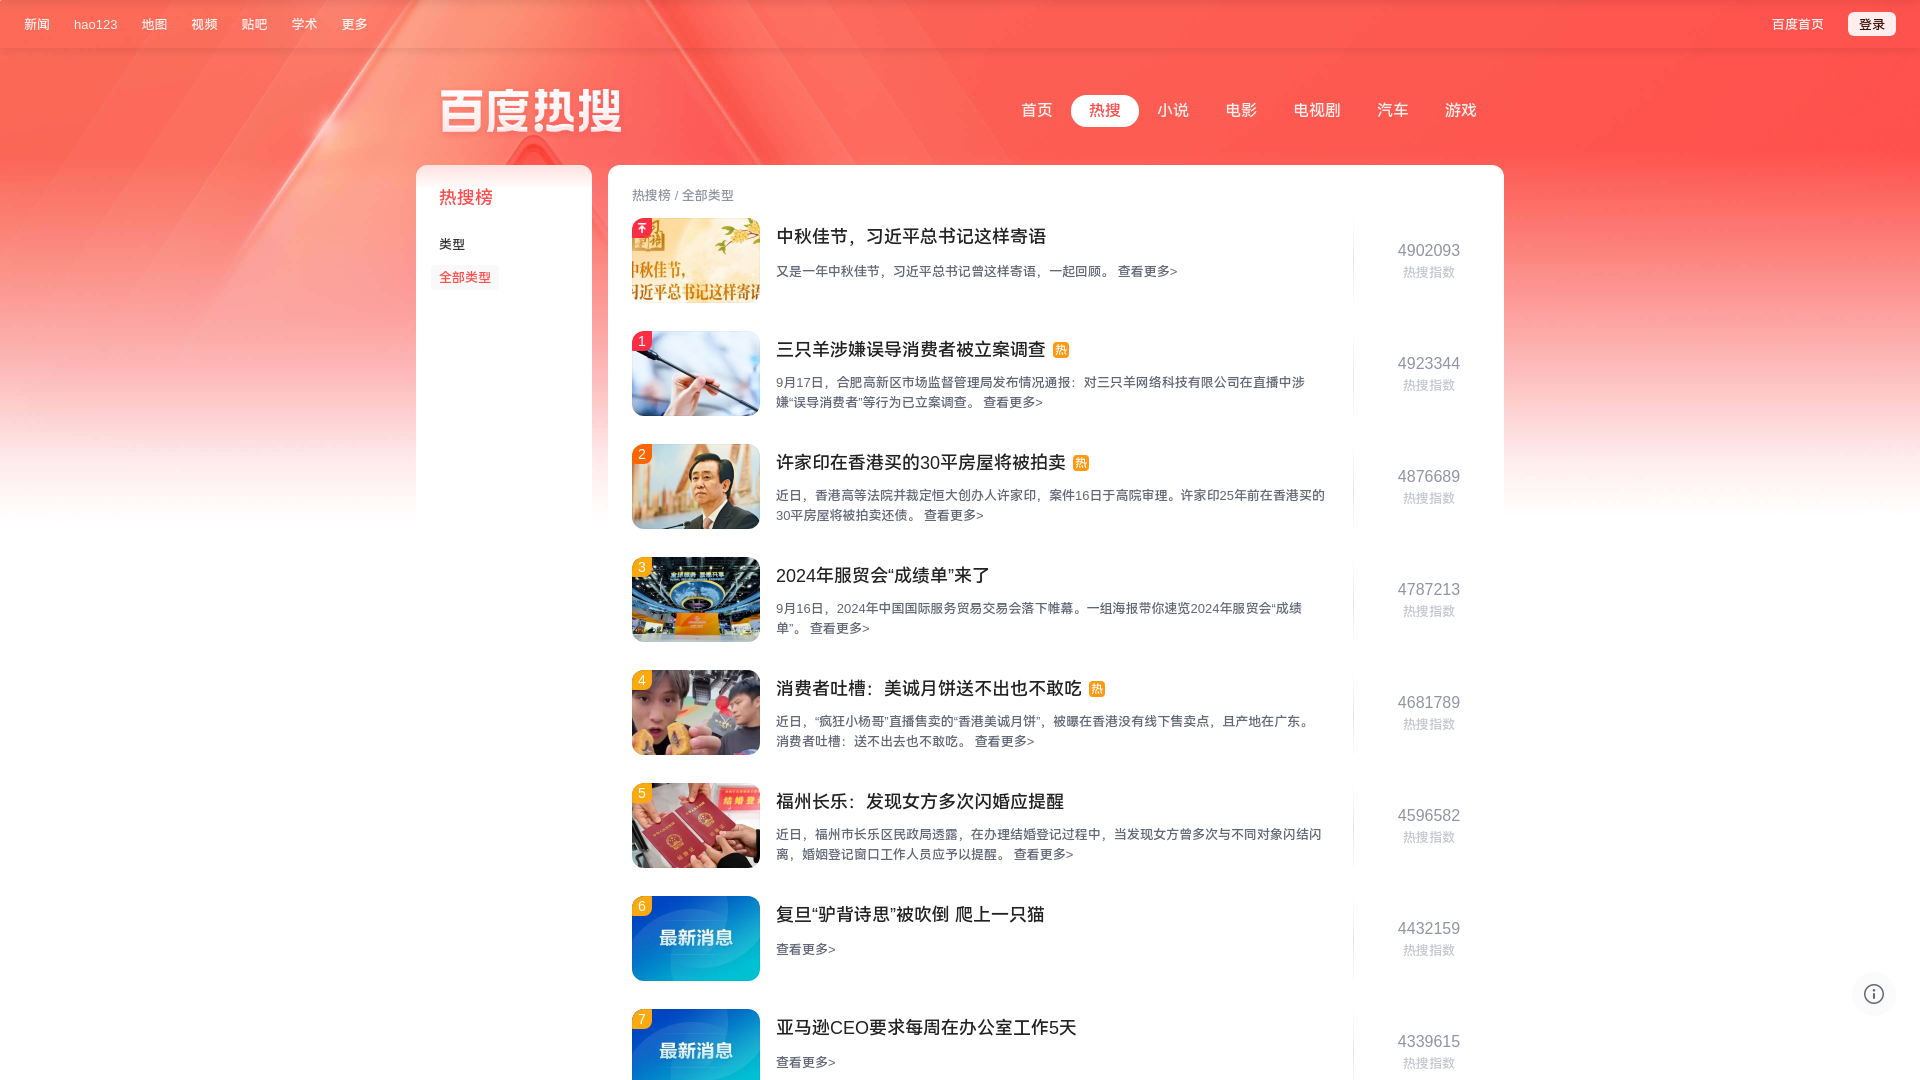 新闻 hao123 地图 视频 贴吧 学术 更多 百度首页 登录
百度热搜
首页 热搜 小说 电影 电视剧 汽车 游戏
热搜榜
类型
全部类型
热搜榜 / 全部类型
中秋佳节,
习近平总书记这样寄语
中秋佳节，习近平总书记这样寄语
又是一年中秋佳节，习近平总书记曾这样寄语，一起回顾。 查看更多>
4902093
热搜指数
1
三只羊涉嫌误导消费者被立案调查 热
9月17日，合肥高新区市场监督管理局发布情况通报：对三只羊网络科技有限公司在直播中涉
嫌“误导消费者”等行为已立案调查。 查看更多>
4923344
热搜指数
2
许家印在香港买的30平房屋将被拍卖 热
近日，香港高等法院并裁定恒大创办人许家印，案件16日于高院审理。许家印25年前在香港买的
30平房屋将被拍卖还债。 查看更多>
4876689
热搜指数
3
2024年服贸会“成绩单”来了
9月16日，2024年中国国际服务贸易交易会落下帷幕。一组海报带你速览2024年服贸会“成绩
单”。 查看更多>
4787213
热搜指数
4
消费者吐槽：美诚月饼送不出也不敢吃 热
近日，“疯狂小杨哥”直播售卖的“香港美诚月饼”，被曝在香港没有线下售卖点，且产地在广东。
消费者吐槽：送不出去也不敢吃。 查看更多>
4681789
热搜指数
5
结婚登
福州长乐：发现女方多次闪婚应提醒
近日，福州市长乐区民政局透露，在办理结婚登记过程中，当发现女方曾多次与不同对象闪结闪
离，婚姻登记窗口工作人员应予以提醒。 查看更多>
4596582
热搜指数
6
最新消息
复旦“驴背诗思”被吹倒 爬上一只猫
查看更多>
4432159
热搜指数
7
最新消息
亚马逊CEO要求每周在办公室工作5天
查看更多>
4339615
热搜指数